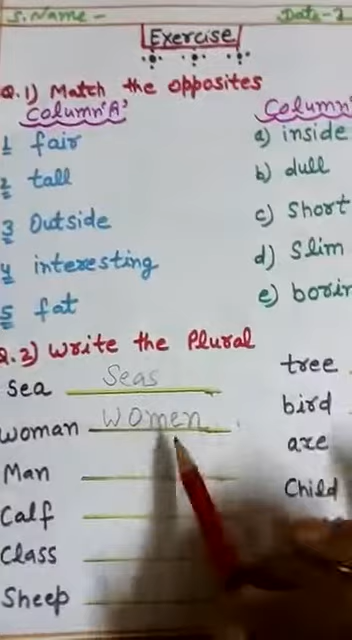 S. Name - Date-2
Exercise
Q.1) Match the opposites
Column 'A' Column
1 fair a) inside
2 tall b) dull
3 Outside c) Short
4 interesting d) Slim
5 fat e) borin
Q.2) Write the Plural
Sea Seas tree
Woman Women bird
Man axe
Calf Child
Class
Sheep